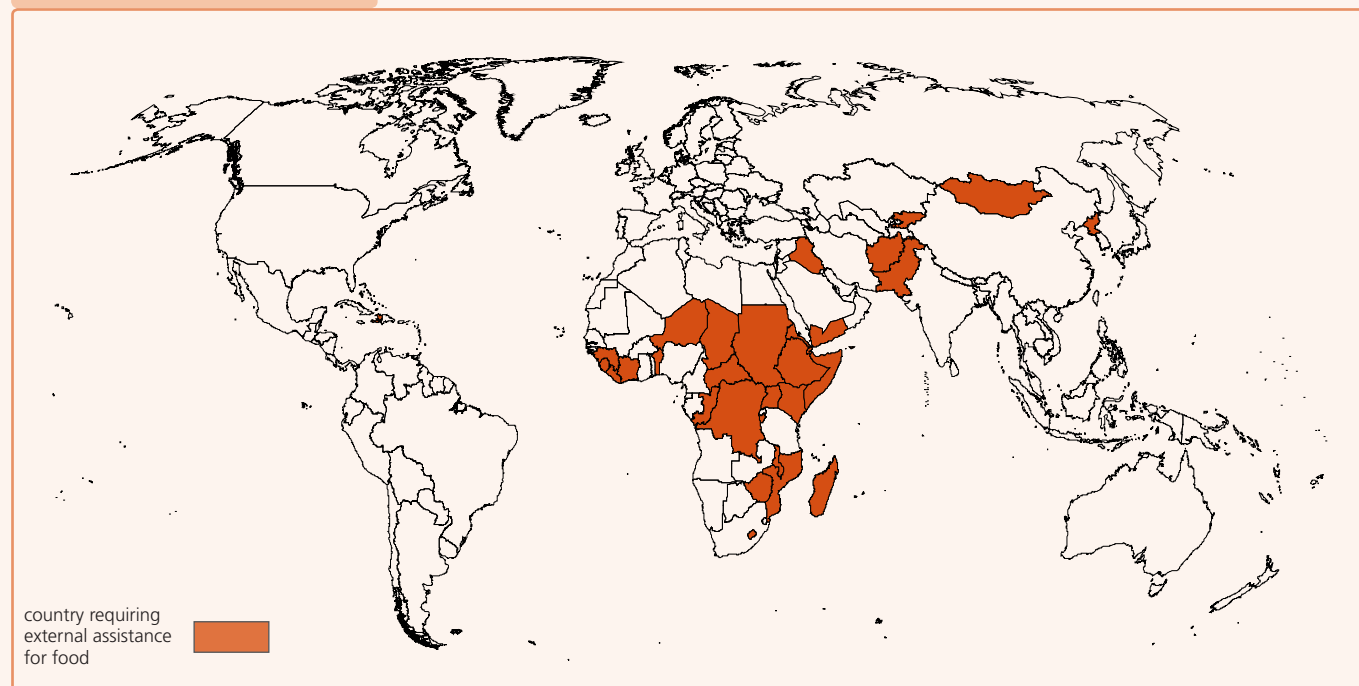 country requiring
external assistance
for food